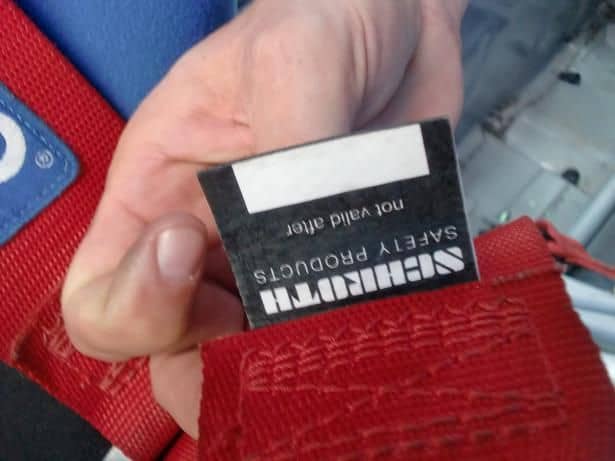 SCHROTH
SAFETY PRODUCTS
not valid after
®